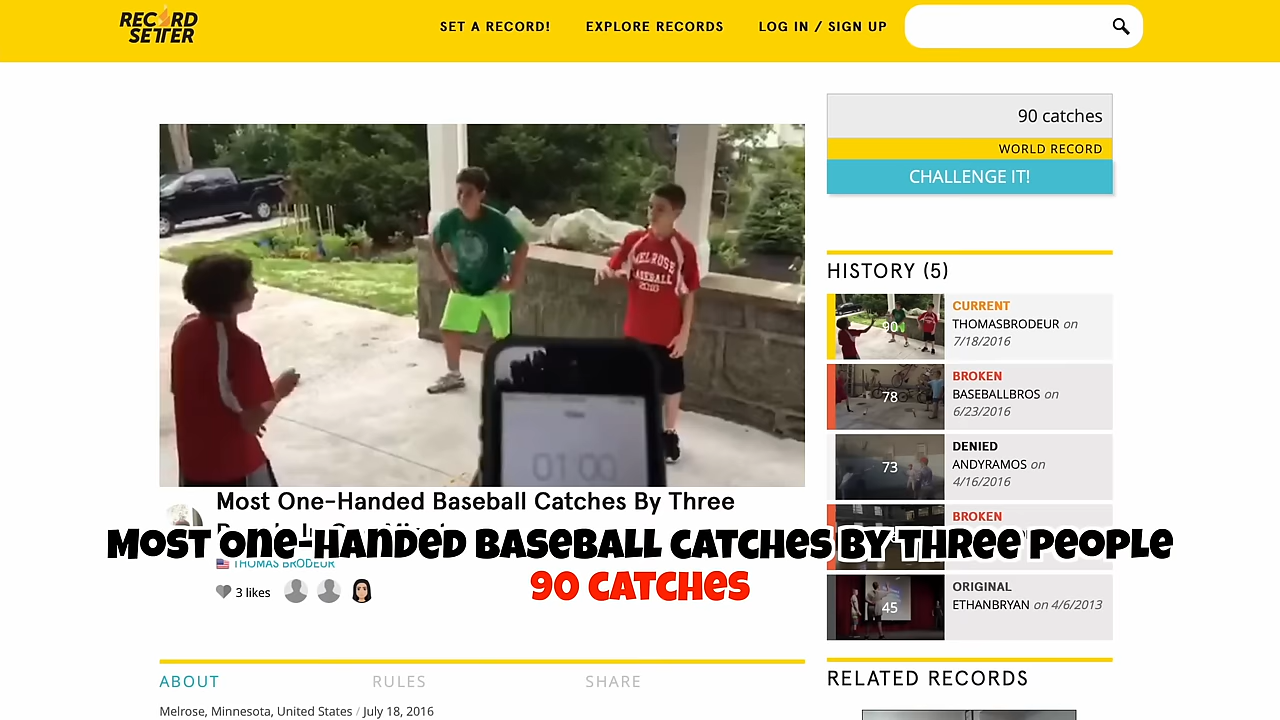 RECORD
SETTER
SET A RECORD!
EXPLORE RECORDS
LOG IN / SIGN UP
MELROSE
BASEBALL
2016
01:00
Most One-Handed Baseball Catches By Three
THOMAS BRODEUR
3 likes
MOST ONE-HANDED BASEBALL CATCHES BY THREE PEOPLE
90 CATCHES
ABOUT
RULES
SHARE
Melrose, Minnesota, United States / July 18, 2016
90 catches
WORLD RECORD
CHALLENGE IT!
HISTORY (5)
90
CURRENT
THOMASBRODEUR on
7/18/2016
78
BROKEN
BASEBALLBROS on
6/23/2016
73
DENIED
ANDYRAMOS on
4/16/2016
BROKEN
45
ORIGINAL
ETHANBRYAN on 4/6/2013
RELATED RECORDS